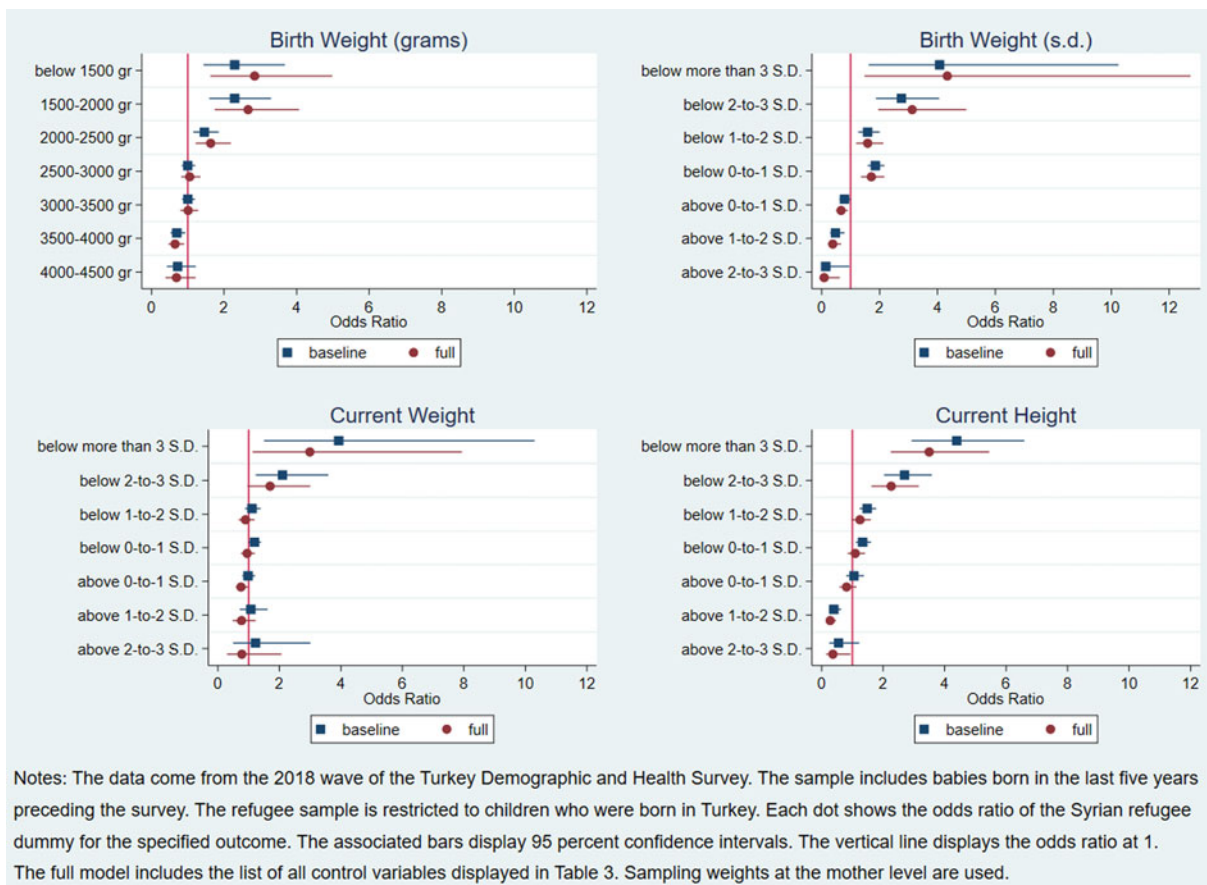 Birth Weight (grams)
below 1500 gr
1500-2000 gr
2000-2500 gr
2500-3000 gr
3000-3500 gr
3500-4000 gr
4000-4500 gr
0 2 4 6 8 10 12
Odds Ratio
baseline full
Birth Weight (s.d.)
below more than 3 S.D.
below 2-to-3 S.D.
below 1-to-2 S.D.
below 0-to-1 S.D.
above 0-to-1 S.D.
above 1-to-2 S.D.
above 2-to-3 S.D.
0 2 4 6 8 10 12
Odds Ratio
baseline full
Current Weight
below more than 3 S.D.
below 2-to-3 S.D.
below 1-to-2 S.D.
below 0-to-1 S.D.
above 0-to-1 S.D.
above 1-to-2 S.D.
above 2-to-3 S.D.
0 2 4 6 8 10 12
Odds Ratio
baseline full
Current Height
below more than 3 S.D.
below 2-to-3 S.D.
below 1-to-2 S.D.
below 0-to-1 S.D.
above 0-to-1 S.D.
above 1-to-2 S.D.
above 2-to-3 S.D.
0 2 4 6 8 10 12
Odds Ratio
baseline full
Notes: The data come from the 2018 wave of the Turkey Demographic and Health Survey. The sample includes babies born in the last five years
preceding the survey. The refugee sample is restricted to children who were born in Turkey. Each dot shows the odds ratio of the Syrian refugee
dummy for the specified outcome. The associated bars display 95 percent confidence intervals. The vertical line displays the odds ratio at 1.
The full model includes the list of all control variables displayed in Table 3. Sampling weights at the mother level are used.